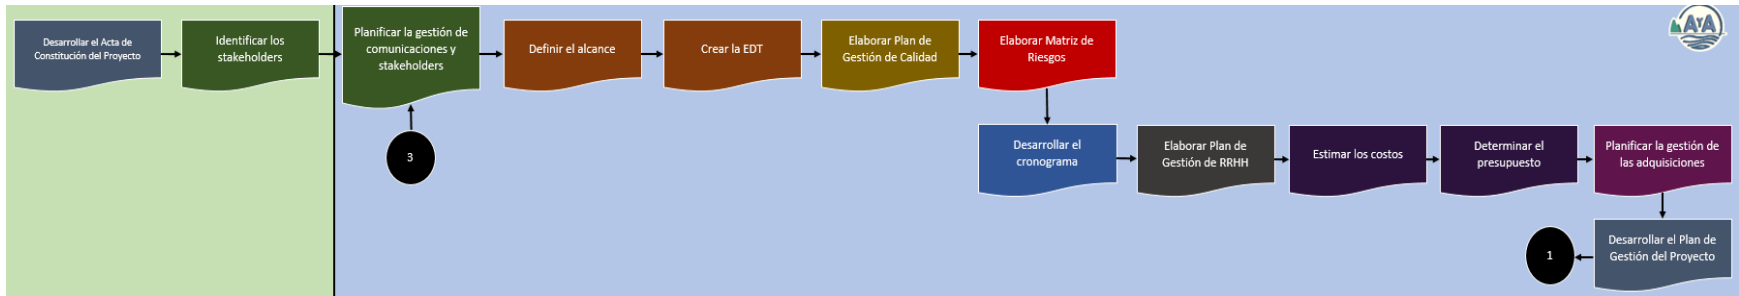 Desarrollar el Acta de
Constitución del Proyecto
Identificar los
stakeholders
Planificar la gestión de
comunicaciones y
stakeholders
Definir el alcance
Crear la EDT
Elaborar Plan de
Gestión de Calidad
Elaborar Matriz de
Riesgos
AyA
3
Desarrollar el
cronograma
Elaborar Plan de
Gestión de RRHH
Estimar los costos
Determinar el
presupuesto
Planificar la gestión de
las adquisiciones
1
Desarrollar el Plan de
Gestión del Proyecto